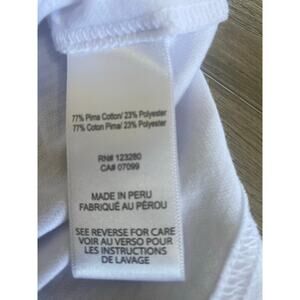 77% Pima Cotton/ 23% Polyester
77% Coton Pima/ 23% Polyester
RN# 123280
CA# 07099
MADE IN PERU
FABRIQUÉ AU PÉROU
SEE REVERSE FOR CARE
VOIR AU VERSO POUR
LES INSTRUCTIONS
DE LAVAGE